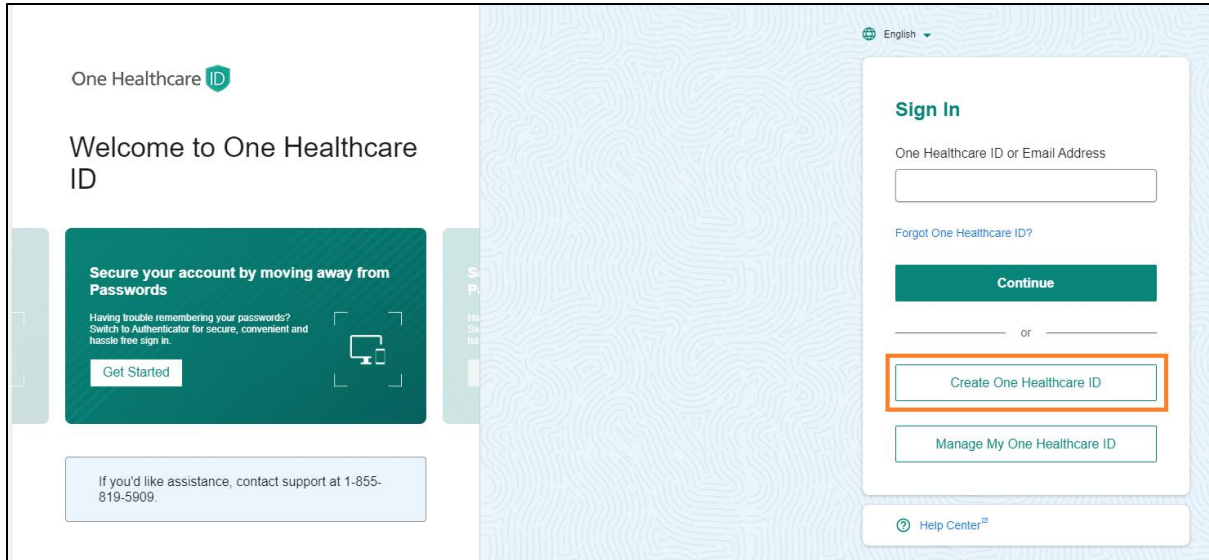 One Healthcare ID
Welcome to One Healthcare
ID
Secure your account by moving away from
Passwords
Having trouble remembering your passwords?
Switch to Authenticator for secure, convenient and
hassle free sign in.
Get Started
If you'd like assistance, contact support at 1-855-
819-5909.
English
Sign In
One Healthcare ID or Email Address
Forgot One Healthcare ID?
Continue
or
Create One Healthcare ID
Manage My One Healthcare ID
Help Center